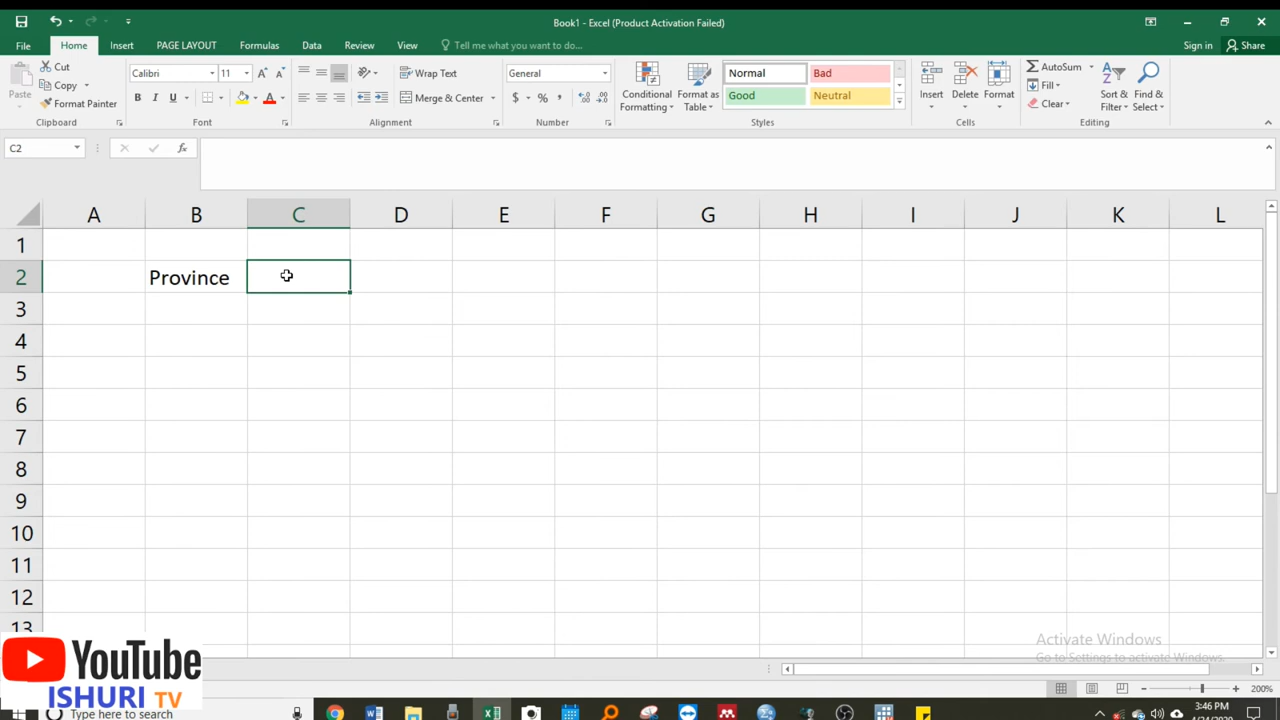 Book1 - Excel (Product Activation Failed)
File Home Insert PAGE LAYOUT Formulas Data Review View Tell me what you want to do... Sign in Share
Paste
Cut
Copy
Format Painter
Clipboard
Calibri 11
B I U
Font
Wrap Text
Merge & Center
Alignment
General
$ % ,
Number
Conditional Formatting
Format as Table
Normal Bad
Good Neutral
Styles
Insert Delete Format
Cells
AutoSum
Fill
Clear
Sort & Filter
Find & Select
Editing
C2 fx
A B C D E F G H I J K L
1
2 Province
3
4
5
6
7
8
9
10
11
12
13
Activate Windows
Go to Settings to activate Windows.
YouTube
ISHURI TV
200%
Type here to search
3:46 PM